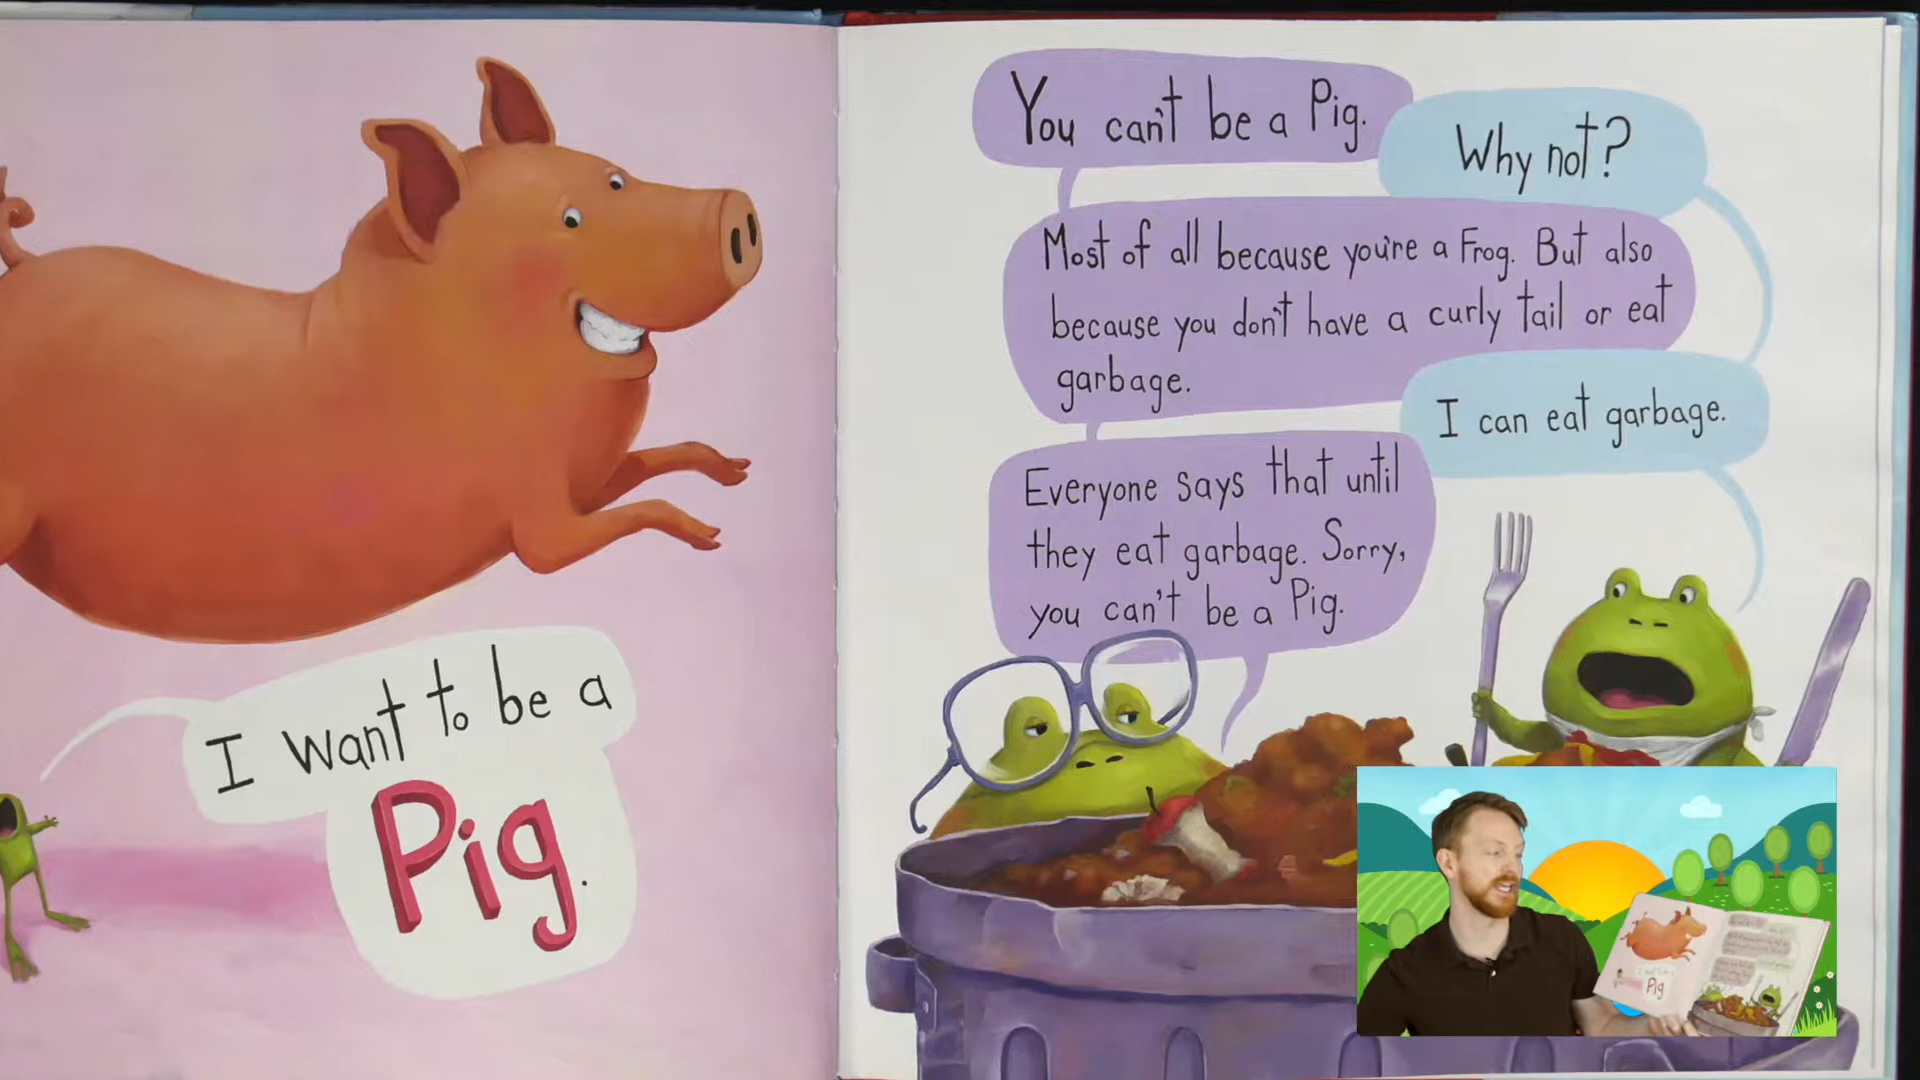 I want to be a
Pig.
You can't be a Pig.
Why not?
Most of all because you're a Frog. But also
because you don't have a curly tail or eat
garbage.
I can eat garbage.
Everyone says that until
they eat garbage. Sorry,
you can't be a Pig.
Pig